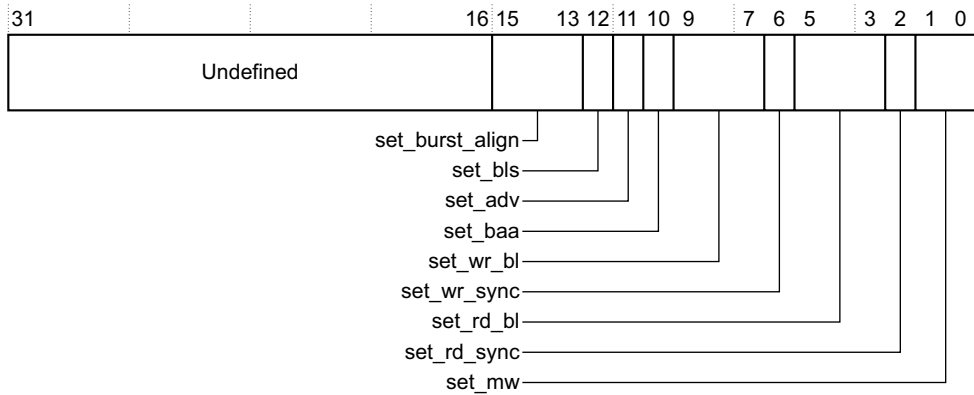 31 16 15 13 12 11 10 9 7 6 5 3 2 1 0
Undefined
set_burst_align
set_bls
set_adv
set_baa
set_wr_bl
set_wr_sync
set_rd_bl
set_rd_sync
set_mw